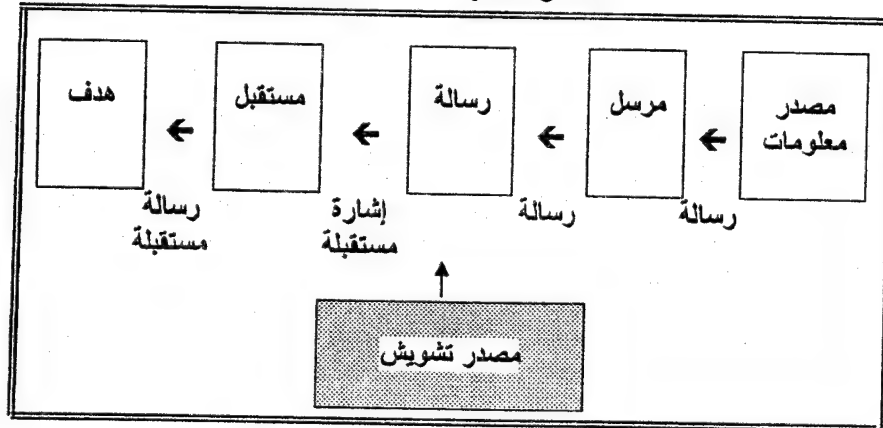 مصدر
معلومات
مرسل
رسالة
مستقبل
هدف
رسالة
رسالة
إشارة
مستقبلة
رسالة
مستقبلة
مصدر تشويش